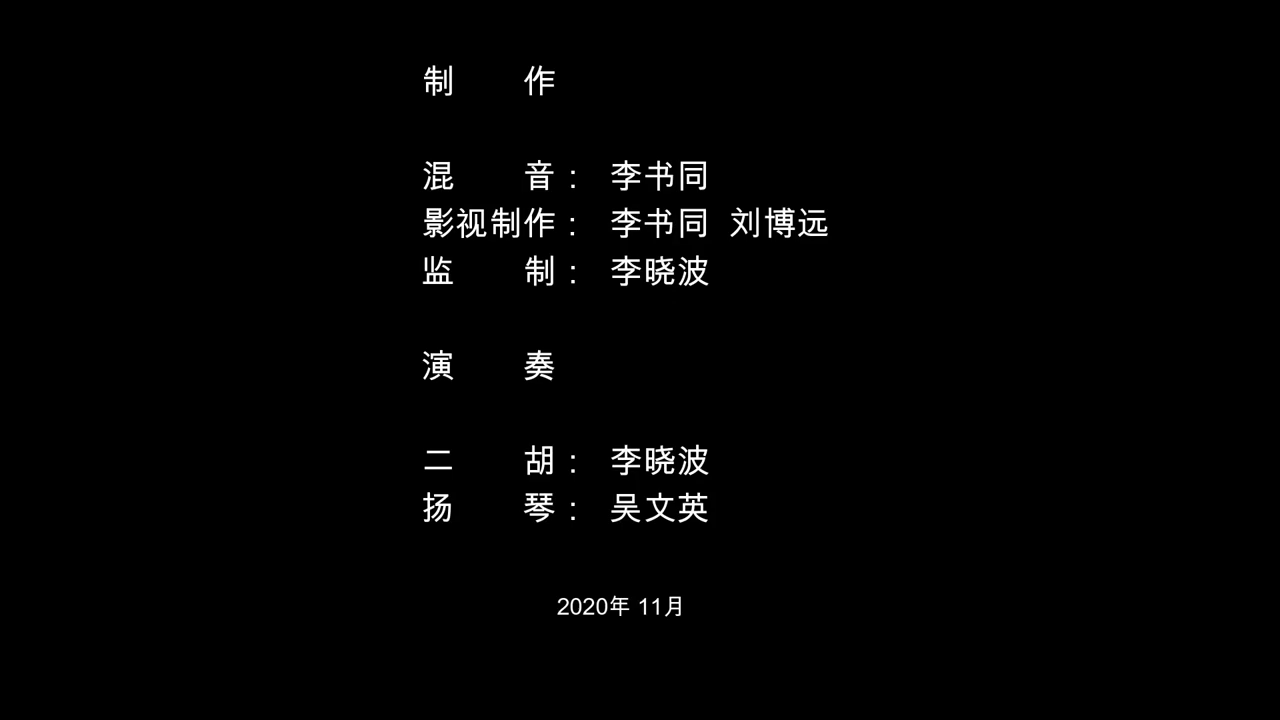 制　　作
混　　音： 李书同
影视制作： 李书同 刘博远
监　　制： 李晓波
演　　奏
二　　胡： 李晓波
扬　　琴： 吴文英
2020年 11月